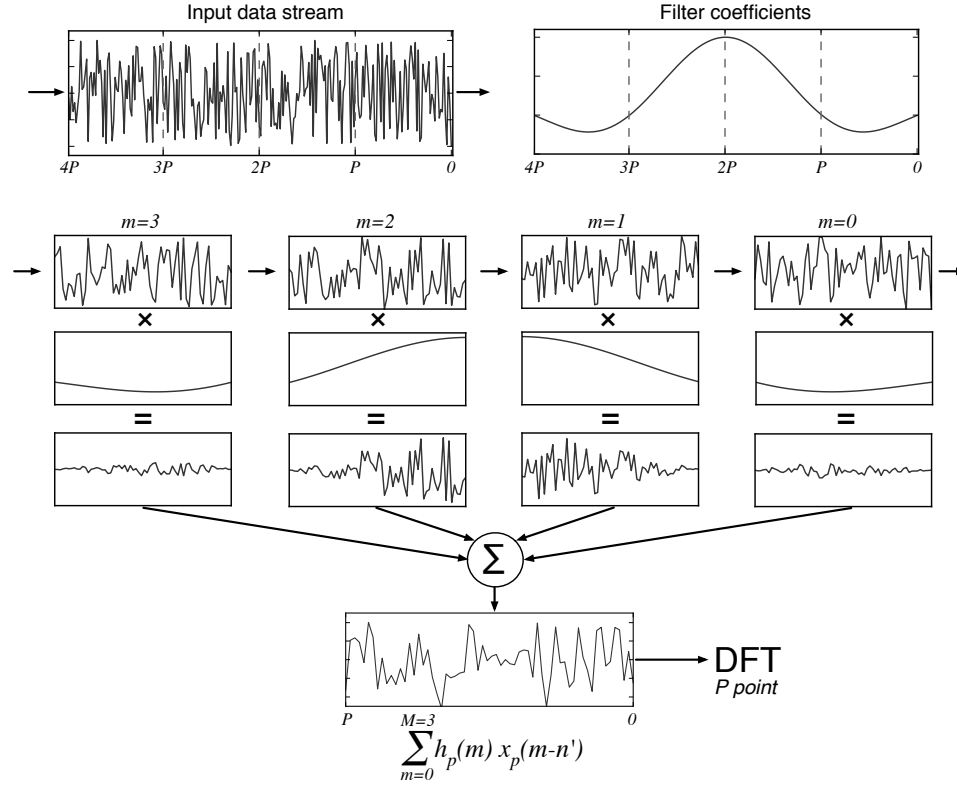 Input data stream
Filter coefficients
4P 3P 2P P 0
4P 3P 2P P 0
m=3 m=2 m=1 m=0
× × × ×
= = = =
Σ
DFT
P point
P 0
M=3
∑ h_p(m) x_p(m-n')
m=0